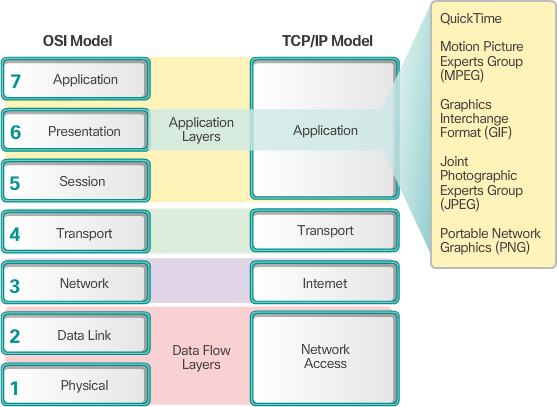 OSI Model
TCP/IP Model
7 Application
6 Presentation
5 Session
4 Transport
3 Network
2 Data Link
1 Physical
Application
Layers
Data Flow
Layers
Application
Transport
Internet
Network
Access
QuickTime
Motion Picture
Experts Group
(MPEG)
Graphics
Interchange
Format (GIF)
Joint
Photographic
Experts Group
(JPEG)
Portable Network
Graphics (PNG)